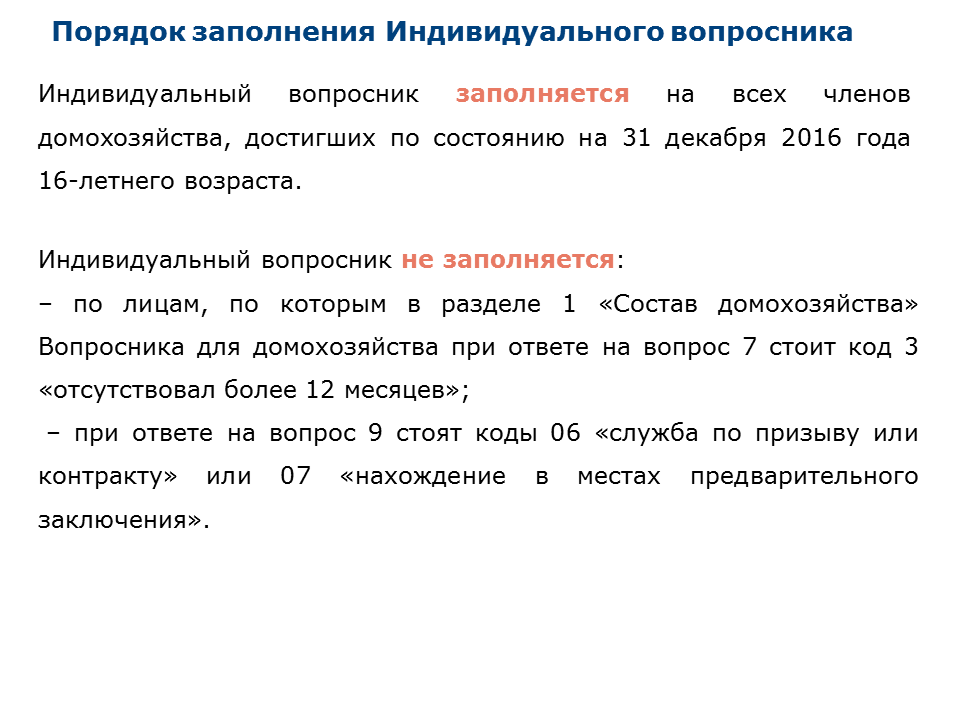 Порядок заполнения Индивидуального вопросника
Индивидуальный вопросник заполняется на всех членов
домохозяйства, достигших по состоянию на 31 декабря 2016 года
16-летнего возраста.
Индивидуальный вопросник не заполняется:
– по лицам, по которым в разделе 1 «Состав домохозяйства»
Вопросника для домохозяйства при ответе на вопрос 7 стоит код 3
«отсутствовал более 12 месяцев»;
– при ответе на вопрос 9 стоят коды 06 «служба по призыву или
контракту» или 07 «нахождение в местах предварительного
заключения».